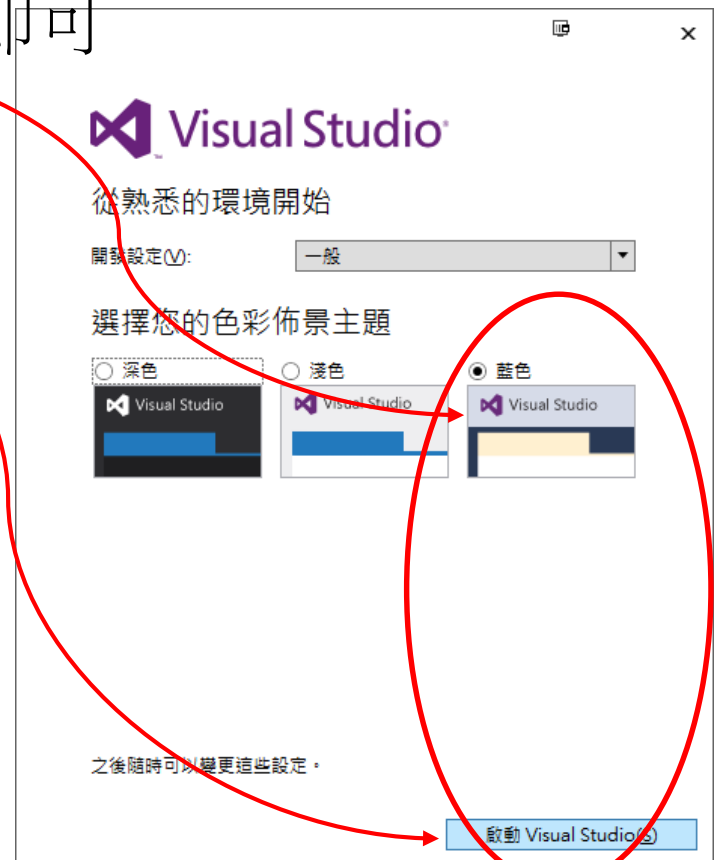 即可
Visual Studio
從熟悉的環境開始
開發設定(V): 一般
選擇您的色彩佈景主題
深色 淺色 藍色
Visual Studio Visual Studio Visual Studio
之後隨時可以變更這些設定。
啟動 Visual Studio(S)